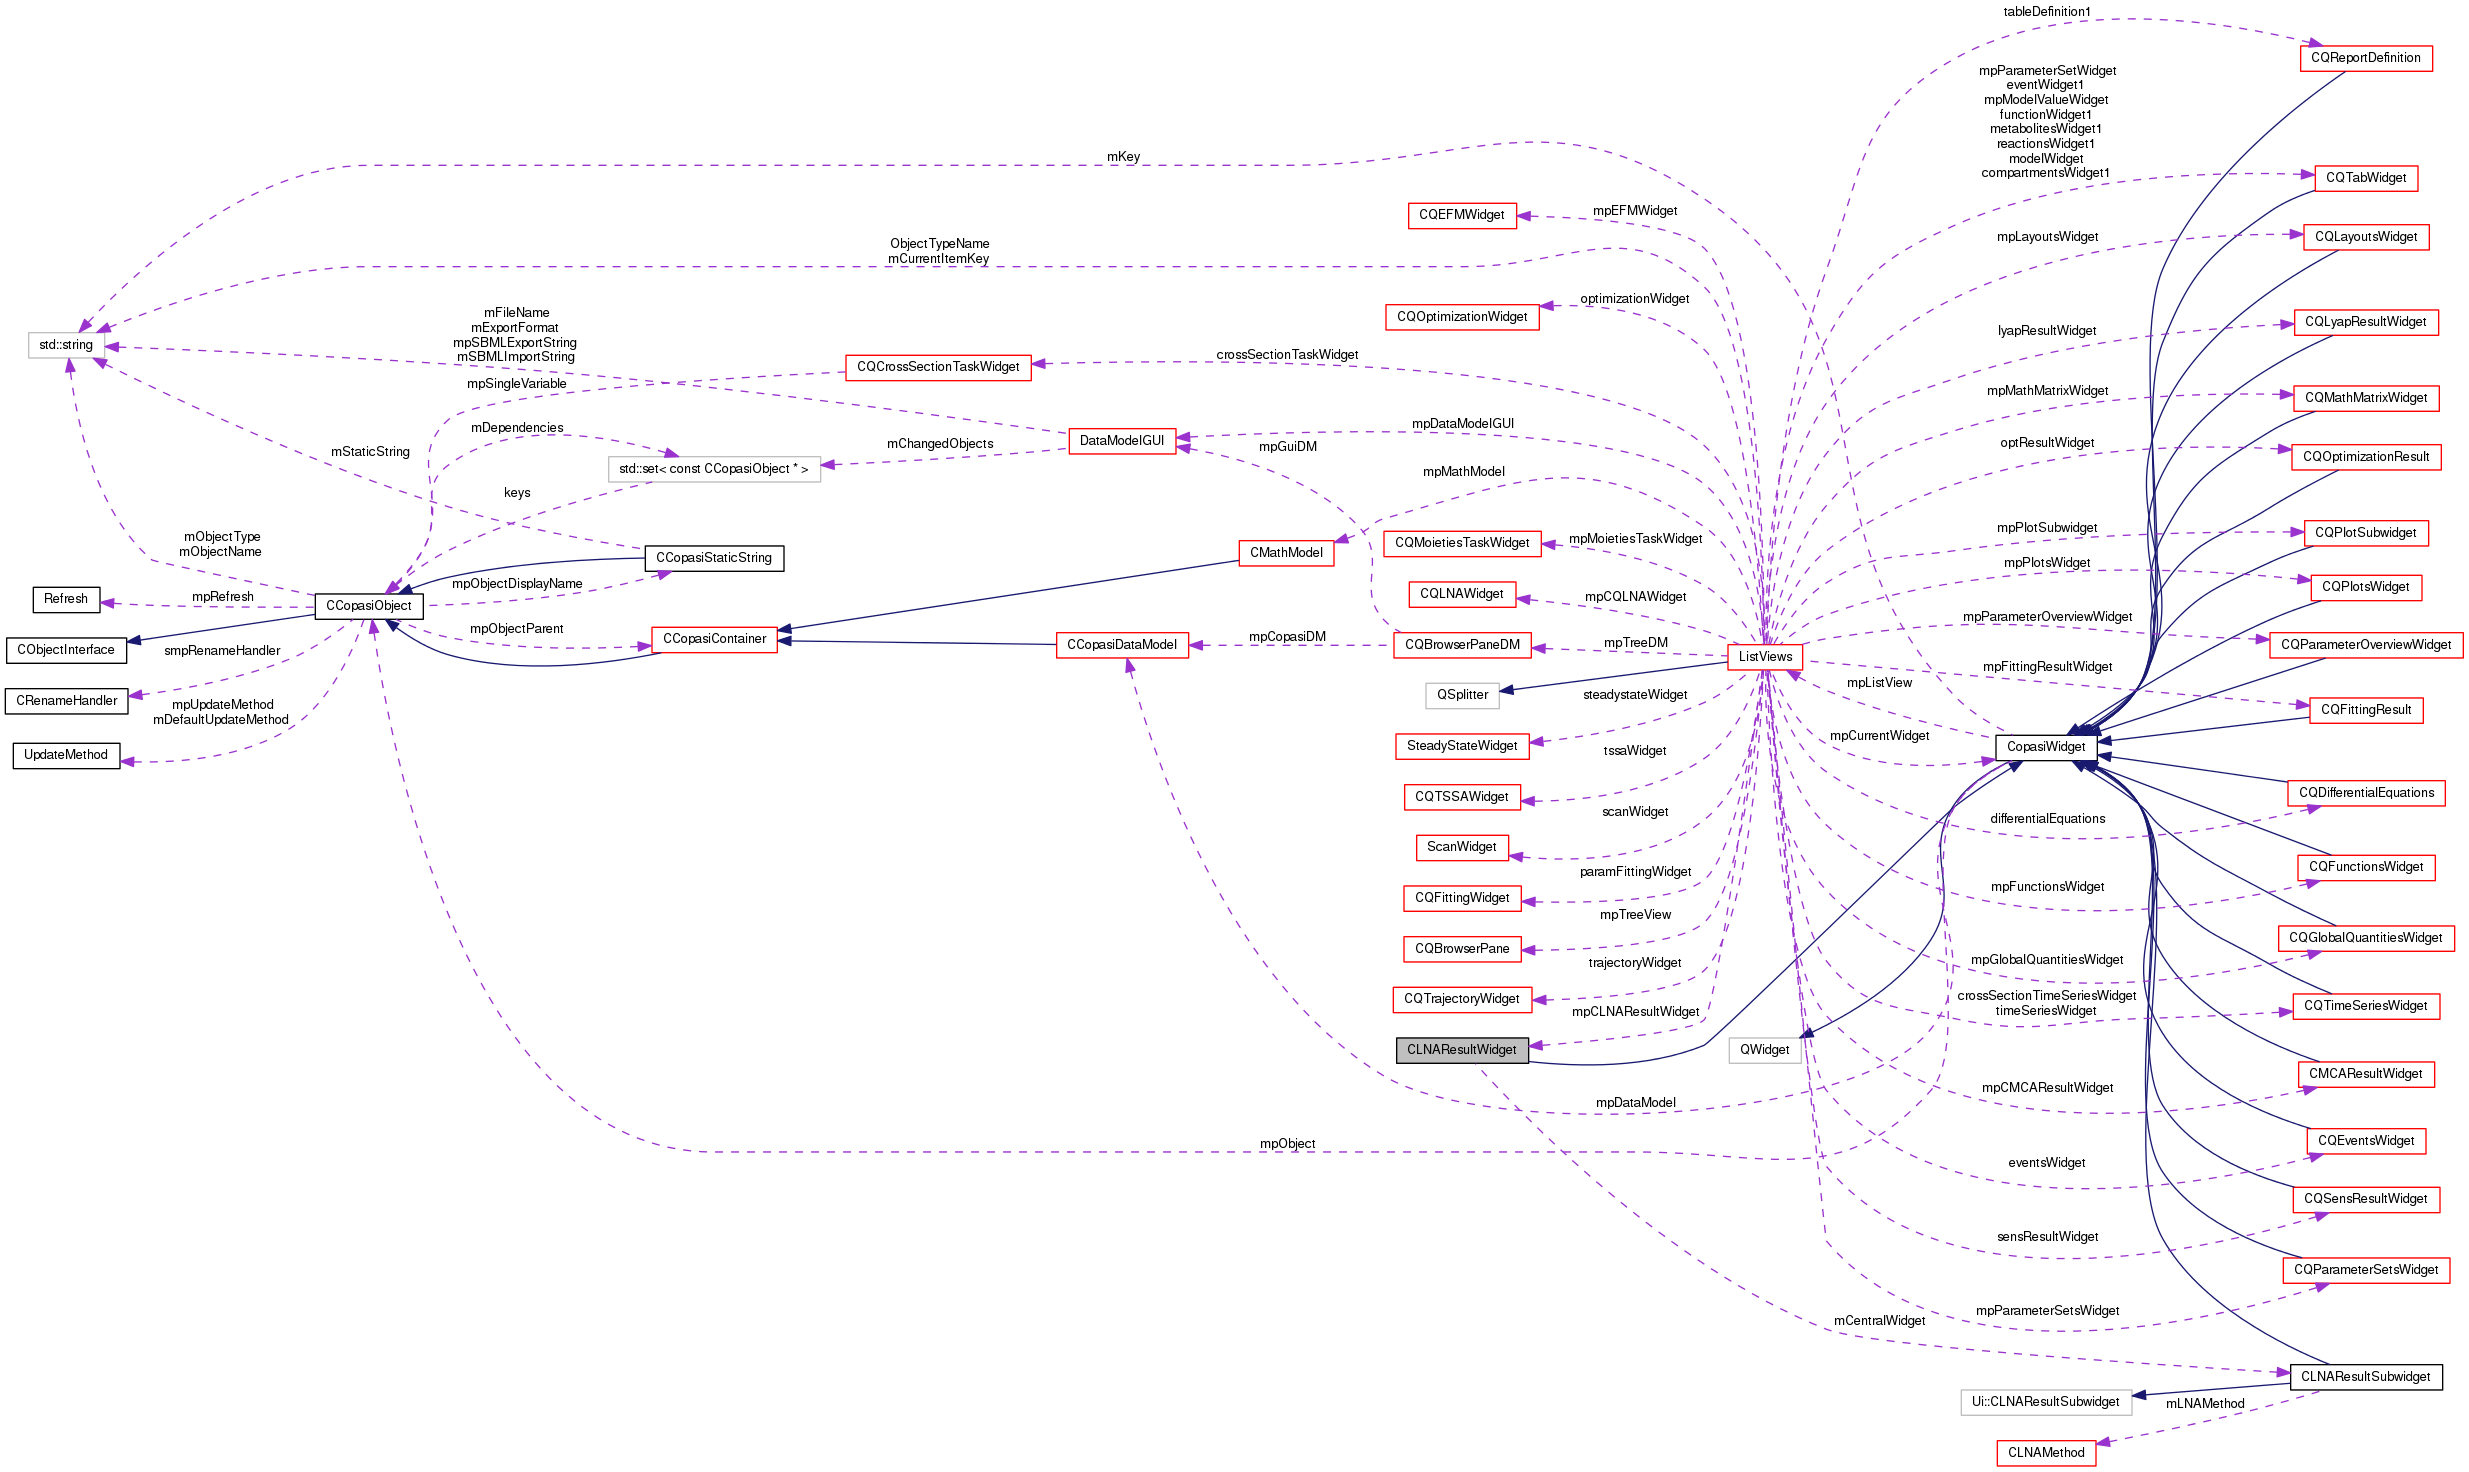 tableDefinition1
CQReportDefinition
mpParameterSetWidget
eventWidget1
mpModelValueWidget
functionWidget1
metabolitesWidget1
reactionsWidget1
modelWidget
compartmentsWidget1
mKey
CQTabWidget
CQEFMWidget
mpEFMWidget
mpLayoutsWidget
CQLayoutsWidget
ObjectTypeName
mCurrentItemKey
CQOptimizationWidget
optimizationWidget
lyapResultWidget
CQLyapResultWidget
mFileName
mExportFormat
mpSBMLExportString
mSBMLImportString
std::string
CQCrossSectionTaskWidget
crossSectionTaskWidget
mpSingleVariable
mpMathMatrixWidget
CQMathMatrixWidget
mDependencies
mpDataModelGUI
DataModelGUI
mChangedObjects
mpGuiDM
optResultWidget
CQOptimizationResult
mStaticString
std::set< const CCopasiObject * >
mpMathModel
keys
mObjectType
mObjectName
CCopasiStaticString
CMathModel
CQMoietiesTaskWidget
mpMoietiesTaskWidget
mpPlotSubwidget
CQPlotSubwidget
mpPlotsWidget
CQPlotsWidget
Refresh
mpRefresh
CCopasiObject
mpObjectDisplayName
CQLNAWidget
mpCQLNAWidget
mpParameterOverviewWidget
CQParameterOverviewWidget
CObjectInterface
smpRenameHandler
mpObjectParent
CCopasiContainer
CCopasiDataModel
mpCopasiDM
CQBrowserPaneDM
mpTreeDM
ListViews
mpFittingResultWidget
CQFittingResult
CRenameHandler
mpUpdateMethod
mDefaultUpdateMethod
QSplitter
steadystateWidget
mpListView
UpdateMethod
SteadyStateWidget
mpCurrentWidget
CopasiWidget
tssaWidget
CQTSSAWidget
CQDifferentialEquations
differentialEquations
scanWidget
ScanWidget
CQFunctionsWidget
mpFunctionsWidget
paramFittingWidget
CQFittingWidget
mpTreeView
CQBrowserPane
CQGlobalQuantitiesWidget
mpGlobalQuantitiesWidget
trajectoryWidget
CQTrajectoryWidget
crossSectionTimeSeriesWidget
timeSeriesWidget
CQTimeSeriesWidget
mpCLNAResultWidget
CLNAResultWidget
QWidget
CMCAResultWidget
mpCMCAResultWidget
mpDataModel
mpObject
CQEventsWidget
eventsWidget
CQSensResultWidget
sensResultWidget
CQParameterSetsWidget
mpParameterSetsWidget
mCentralWidget
CLNAResultSubwidget
Ui::CLNAResultSubwidget
mLNAMethod
CLNAMethod